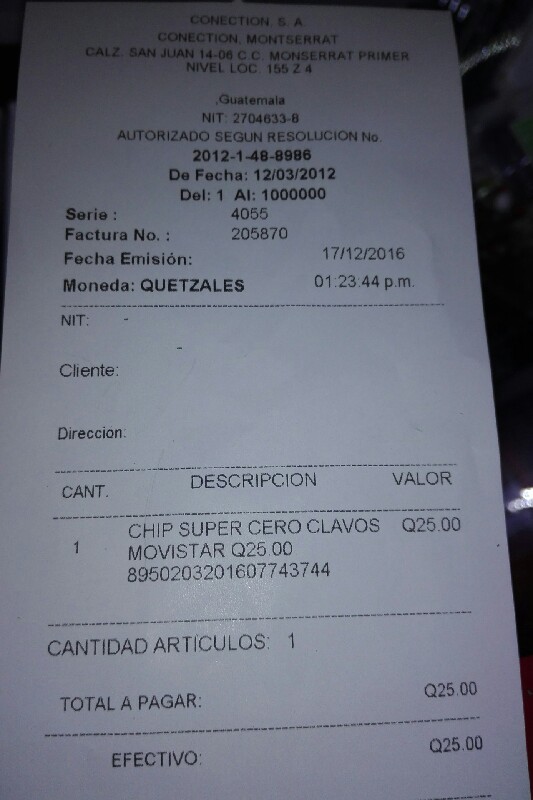 CONECTION, S. A.
CONECTION, MONTSERRAT
CALZ. SAN JUAN 14-06 C.C. MONSERRAT PRIMER
NIVEL LOC. 155 Z 4
,Guatemala
NIT: 2704633-8
AUTORIZADO SEGUN RESOLUCION No.
2012-1-48-8986
De Fecha: 12/03/2012
Del: 1 Al: 1000000
Serie : 4055
Factura No. : 205870
Fecha Emisión: 17/12/2016
Moneda: QUETZALES 01:23:44 p.m.
NIT: -
-
Cliente:
Direccion:
CANT. DESCRIPCION VALOR
1 CHIP SUPER CERO CLAVOS Q25.00
MOVISTAR Q25.00
8950203201607743744
CANTIDAD ARTICULOS: 1
TOTAL A PAGAR: Q25.00
EFECTIVO: Q25.00